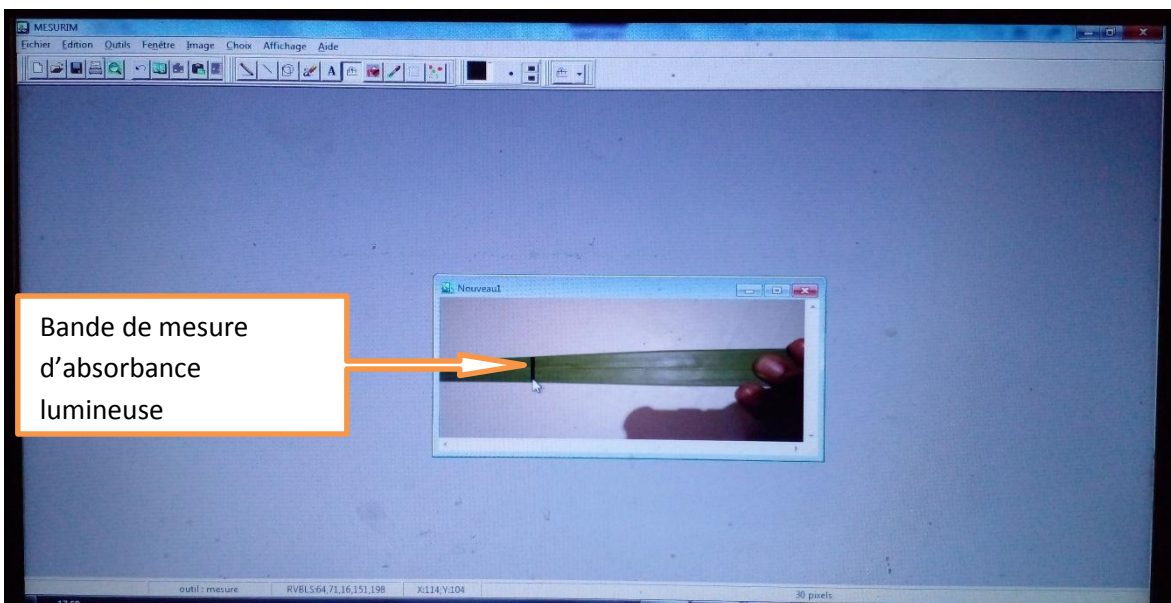 MESURIM
Fichier Edition Outils Fenêtre Image Choix Affichage Aide
A
Nouveau1
Bande de mesure
d'absorbance
lumineuse
outil : mesure RVBLS:64,71,16,151,198 X:114,Y:104 30 pixels